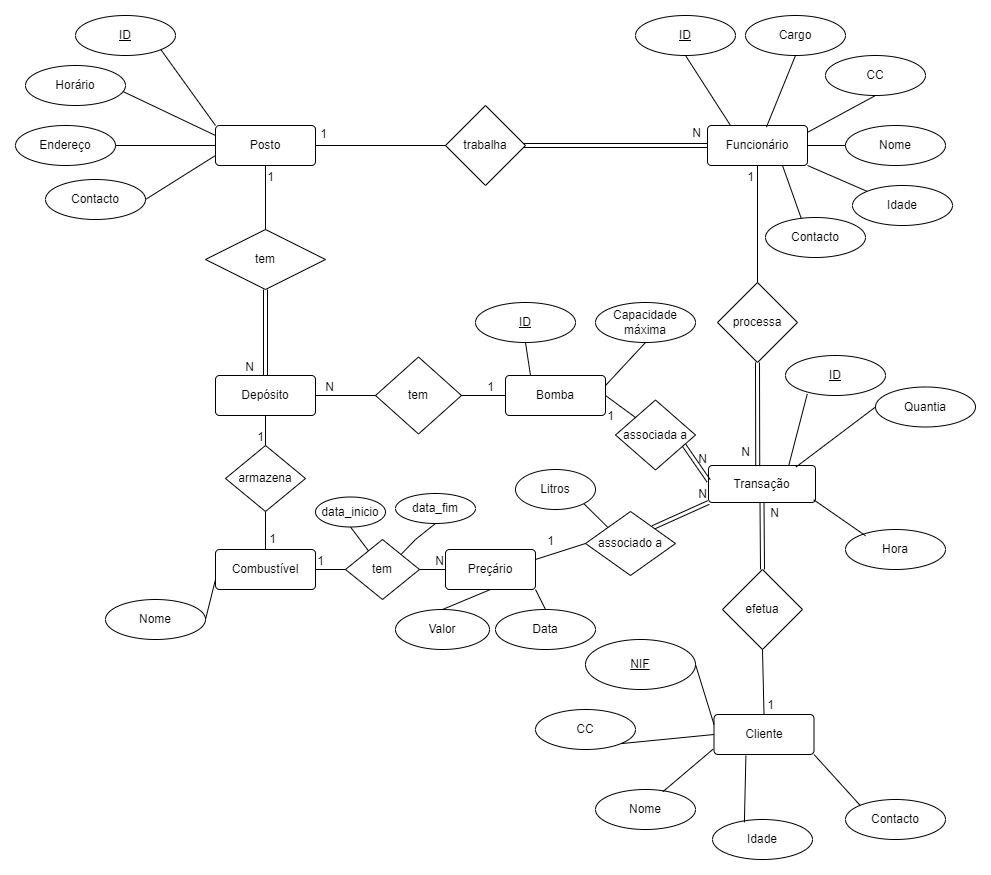 ID
ID
Cargo
Horário
CC
Endereço
Posto
1
trabalha
N
Funcionário
Nome
Contacto
1
1
Idade
Contacto
tem
ID
Capacidade
máxima
processa
N
Depósito
N
tem
1
Bomba
1
ID
Quantia
1
associada a
N
N
armazena
Litros
N
Transação
N
data_inicio
data_fim
1
Combustível
1
tem
N
Preçário
1
associado a
Hora
Nome
Valor
Data
efetua
NIF
1
CC
Cliente
Nome
Idade
Contacto